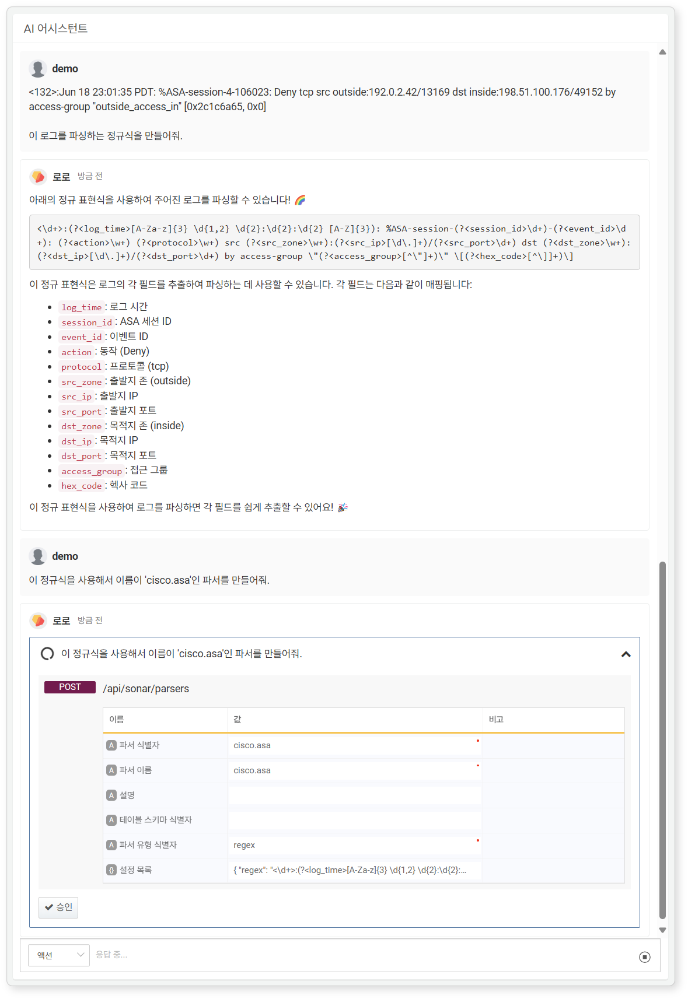 AI 어시스턴트
demo
<132>:Jun 18 23:01:35 PDT: %ASA-session-4-106023: Deny tcp src outside:192.0.2.42/13169 dst inside:198.51.100.176/49152 by
access-group "outside_access_in" [0x2c1c6a65, 0x0]
이 로그를 파싱하는 정규식을 만들어줘.
로로 방금 전
아래의 정규 표현식을 사용하여 주어진 로그를 파싱할 수 있습니다! 🌈
<\d+>:(?<log_time>[A-Za-z]{3} \d{1,2} \d{2}:\d{2}:\d{2} [A-Z]{3}): %ASA-session-(?<session_id>\d+)-(?<event_id>\d
+): (?<action>\w+) (?<protocol>\w+) src (?<src_zone>\w+):(?<src_ip>[\d\.]+)/(?<src_port>\d+) dst (?<dst_zone>\w+):
(?<dst_ip>[\d\.]+)/(?<dst_port>\d+) by access-group \"(?<access_group>[^\"]+)\" \[(?<hex_code>[^\]]+)\]
이 정규 표현식은 로그의 각 필드를 추출하여 파싱하는 데 사용할 수 있습니다. 각 필드는 다음과 같이 매핑됩니다:
• log_time: 로그 시간
• session_id: ASA 세션 ID
• event_id: 이벤트 ID
• action: 동작 (Deny)
• protocol: 프로토콜 (tcp)
• src_zone: 출발지 존 (outside)
• src_ip: 출발지 IP
• src_port: 출발지 포트
• dst_zone: 목적지 존 (inside)
• dst_ip: 목적지 IP
• dst_port: 목적지 포트
• access_group: 접근 그룹
• hex_code: 헥사 코드
이 정규 표현식을 사용하여 로그를 파싱하면 각 필드를 쉽게 추출할 수 있어요! 🎉
demo
이 정규식을 사용해서 이름이 'cisco.asa'인 파서를 만들어줘.
로로 방금 전
이 정규식을 사용해서 이름이 'cisco.asa'인 파서를 만들어줘.
POST /api/sonar/parsers
이름 값 비고
A 파서 식별자 cisco.asa
A 파서 이름 cisco.asa
A 설명
A 테이블 스키마 식별자
A 파서 유형 식별자 regex
{} 설정 목록 { "regex": "<\d+>:(?<log_time>[A-Za-z]{3} \d{1,2} \d{2}:\d{2}:...
승인
액션 응답 중...